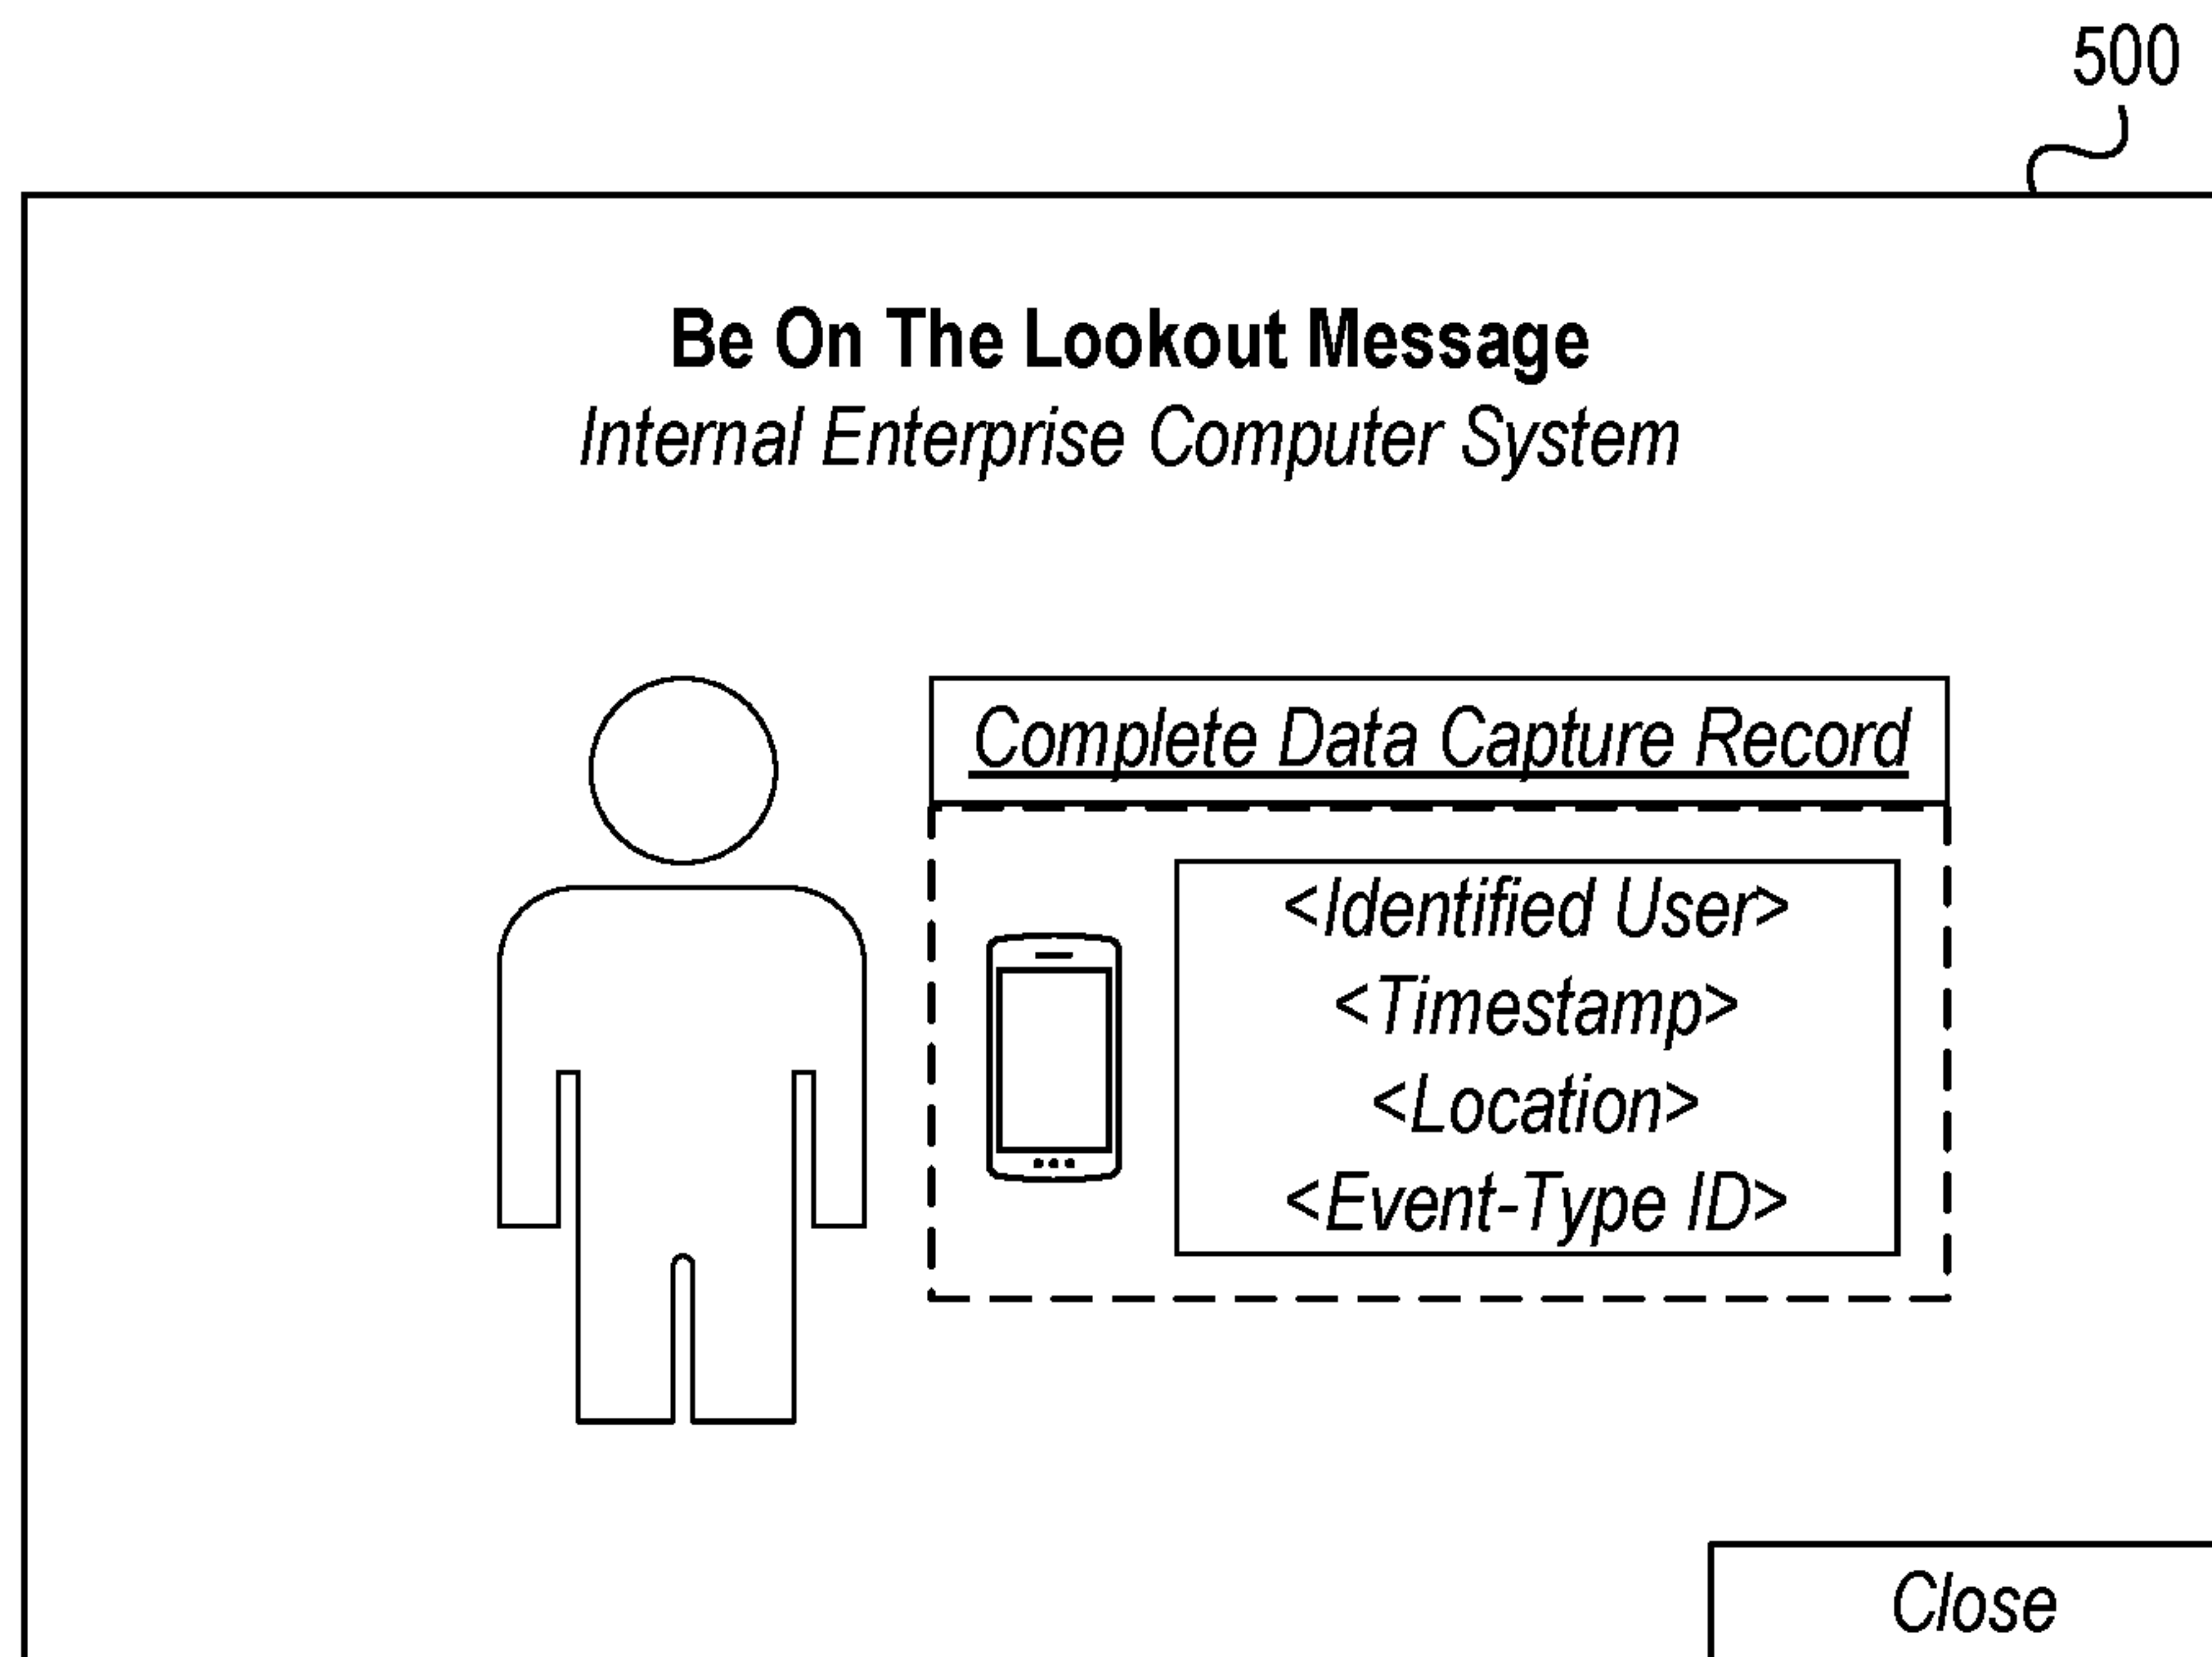 500
Be On The Lookout Message
Internal Enterprise Computer System
Complete Data Capture Record
<Identified User>
<Timestamp>
<Location>
<Event-Type ID>
Close